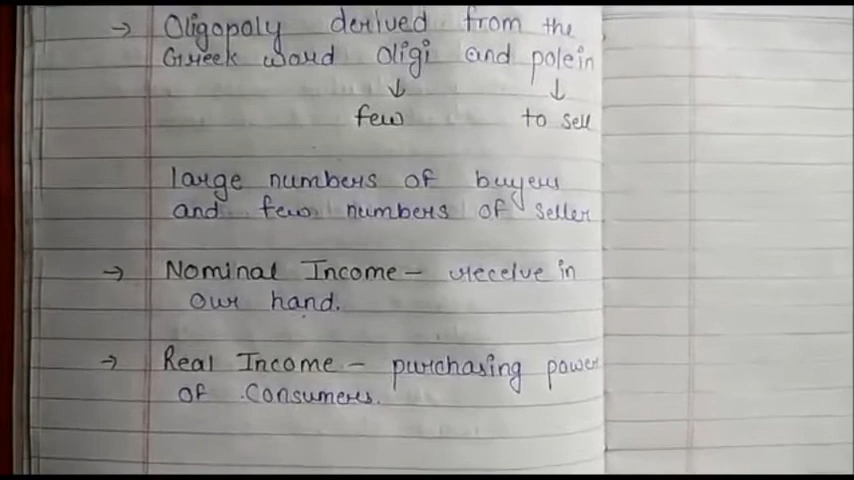 → Oligopoly derived from the
Greek word oligi and polein
↓ ↓
few to sell
large numbers of buyers
and few numbers of seller
→ Nominal Income - receive in
our hand.
→ Real Income - purchasing power
of consumers.